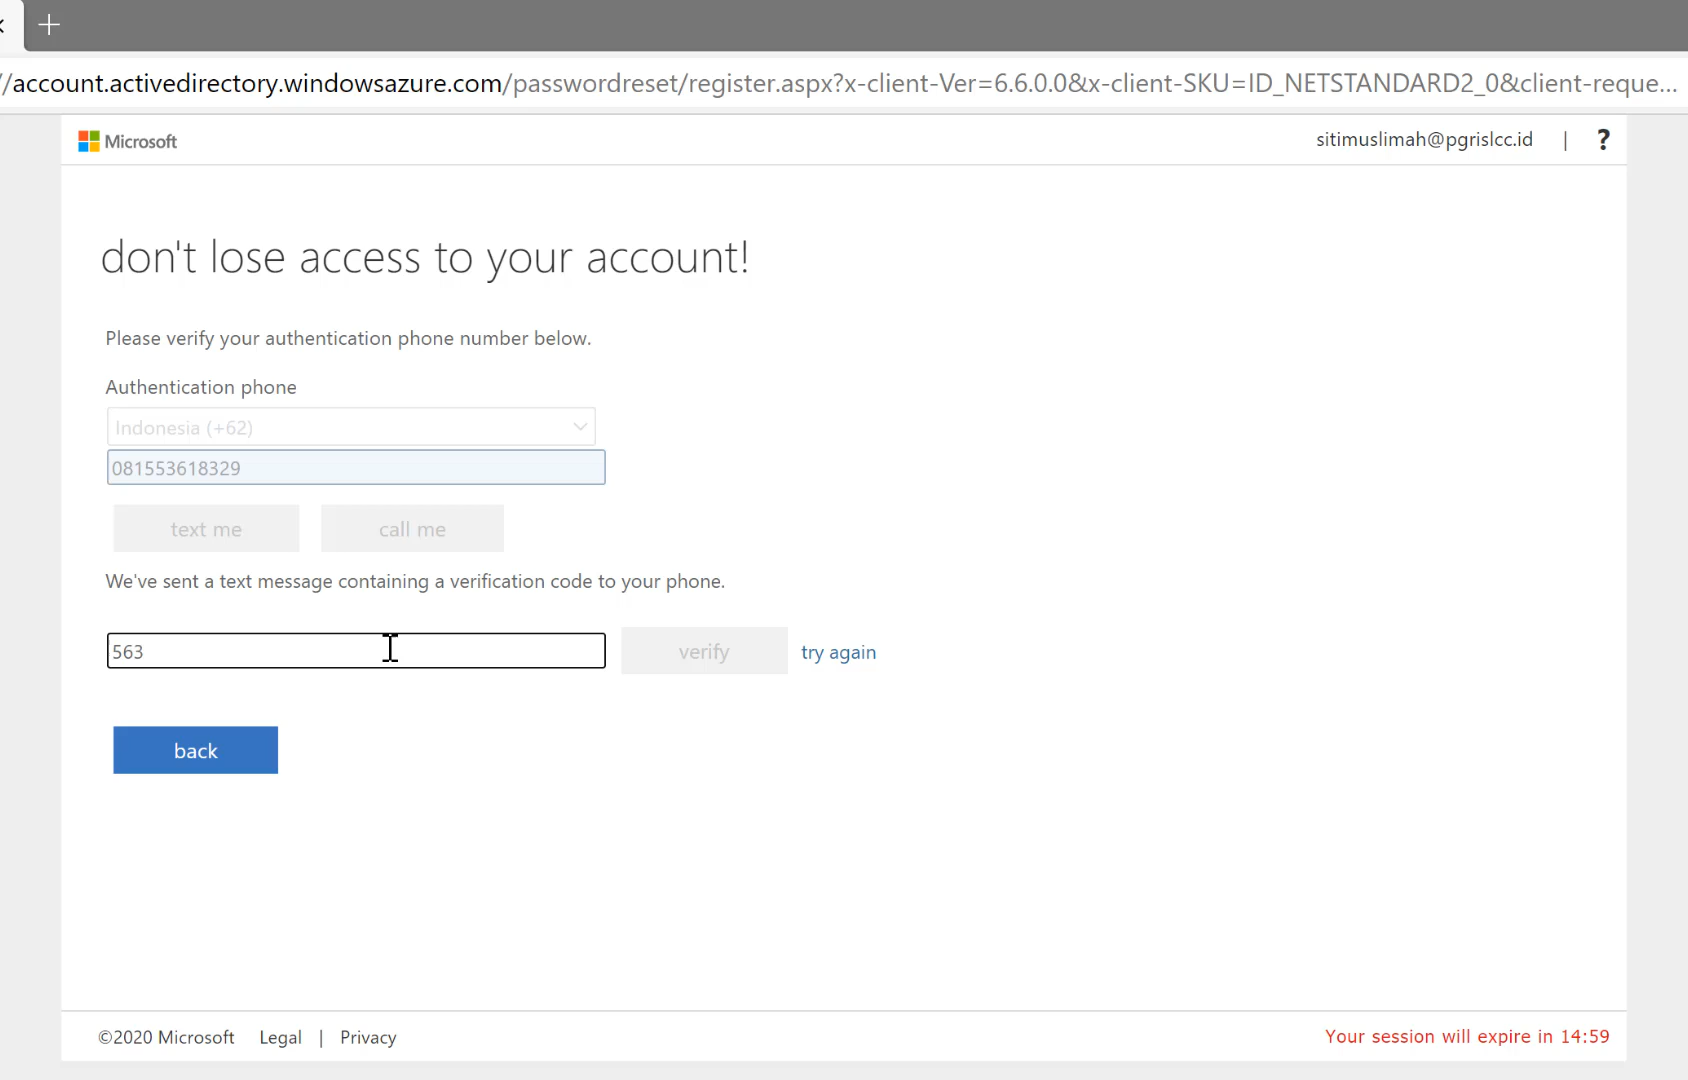 //account.activedirectory.windowsazure.com/passwordreset/register.aspx?x-client-Ver=6.6.0.0&x-client-SKU=ID_NETSTANDARD2_0&client-reque...
Microsoft
sitimuslimah@pgrislcc.id | ?
don't lose access to your account!
Please verify your authentication phone number below.
Authentication phone
Indonesia (+62)
081553618329
text me call me
We've sent a text message containing a verification code to your phone.
563 verify try again
back
©2020 Microsoft Legal | Privacy Your session will expire in 14:59